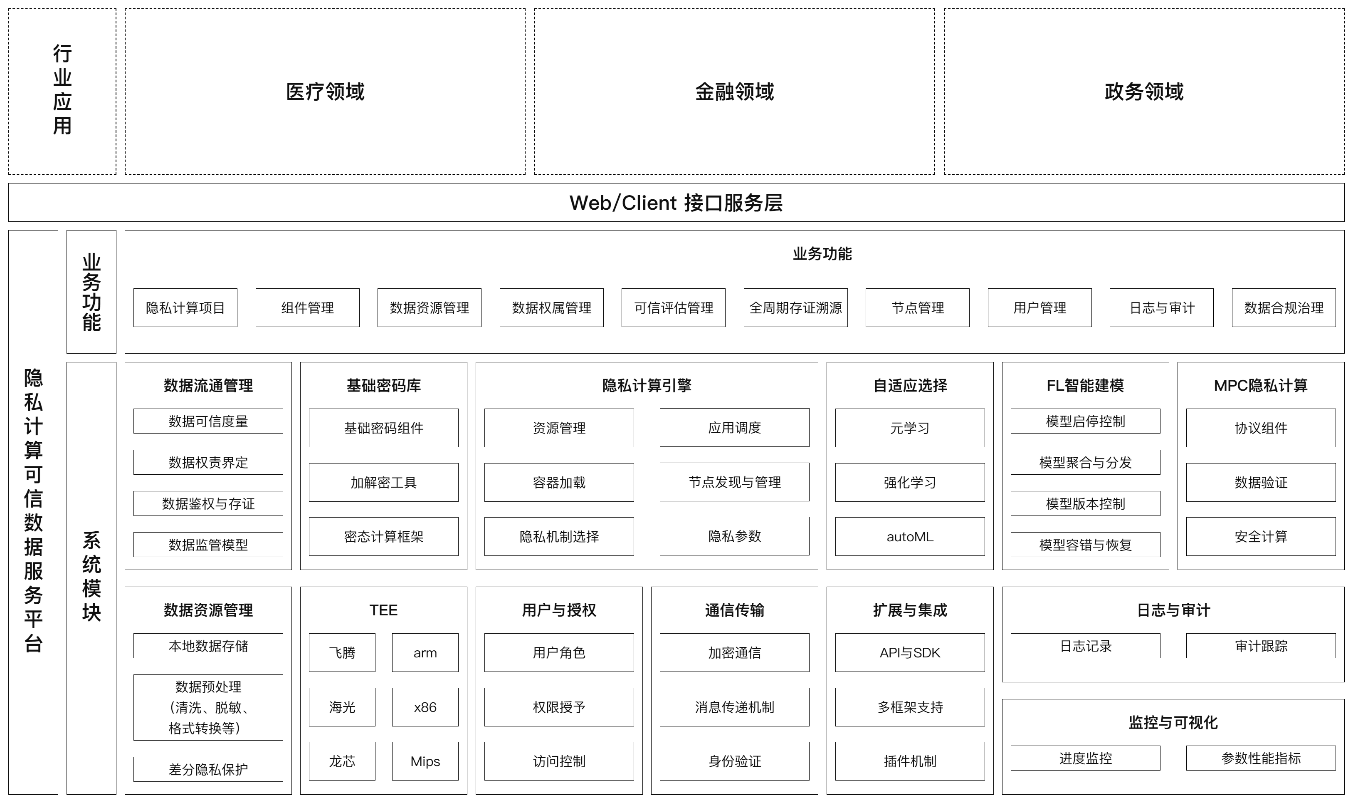 行业应用
医疗领域
金融领域
政务领域
Web/Client 接口服务层
隐私计算可信数据服务平台
业务功能
业务功能
隐私计算项目
组件管理
数据资源管理
数据权属管理
可信评估管理
全周期存证溯源
节点管理
用户管理
日志与审计
数据合规治理
系统模块
数据流通管理
数据可信度量
数据权责界定
数据鉴权与存证
数据监管模型
基础密码库
基础密码组件
加解密工具
密态计算框架
隐私计算引擎
资源管理
应用调度
容器加载
节点发现与管理
隐私机制选择
隐私参数
自适应选择
元学习
强化学习
autoML
FL智能建模
模型启停控制
模型聚合与分发
模型版本控制
模型容错与恢复
MPC隐私计算
协议组件
数据验证
安全计算
数据资源管理
本地数据存储
数据预处理
（清洗、脱敏、
格式转换等）
差分隐私保护
TEE
飞腾
arm
海光
x86
龙芯
Mips
用户与授权
用户角色
权限授予
访问控制
通信传输
加密通信
消息传递机制
身份验证
扩展与集成
API与SDK
多框架支持
插件机制
日志与审计
日志记录
审计跟踪
监控与可视化
进度监控
参数性能指标